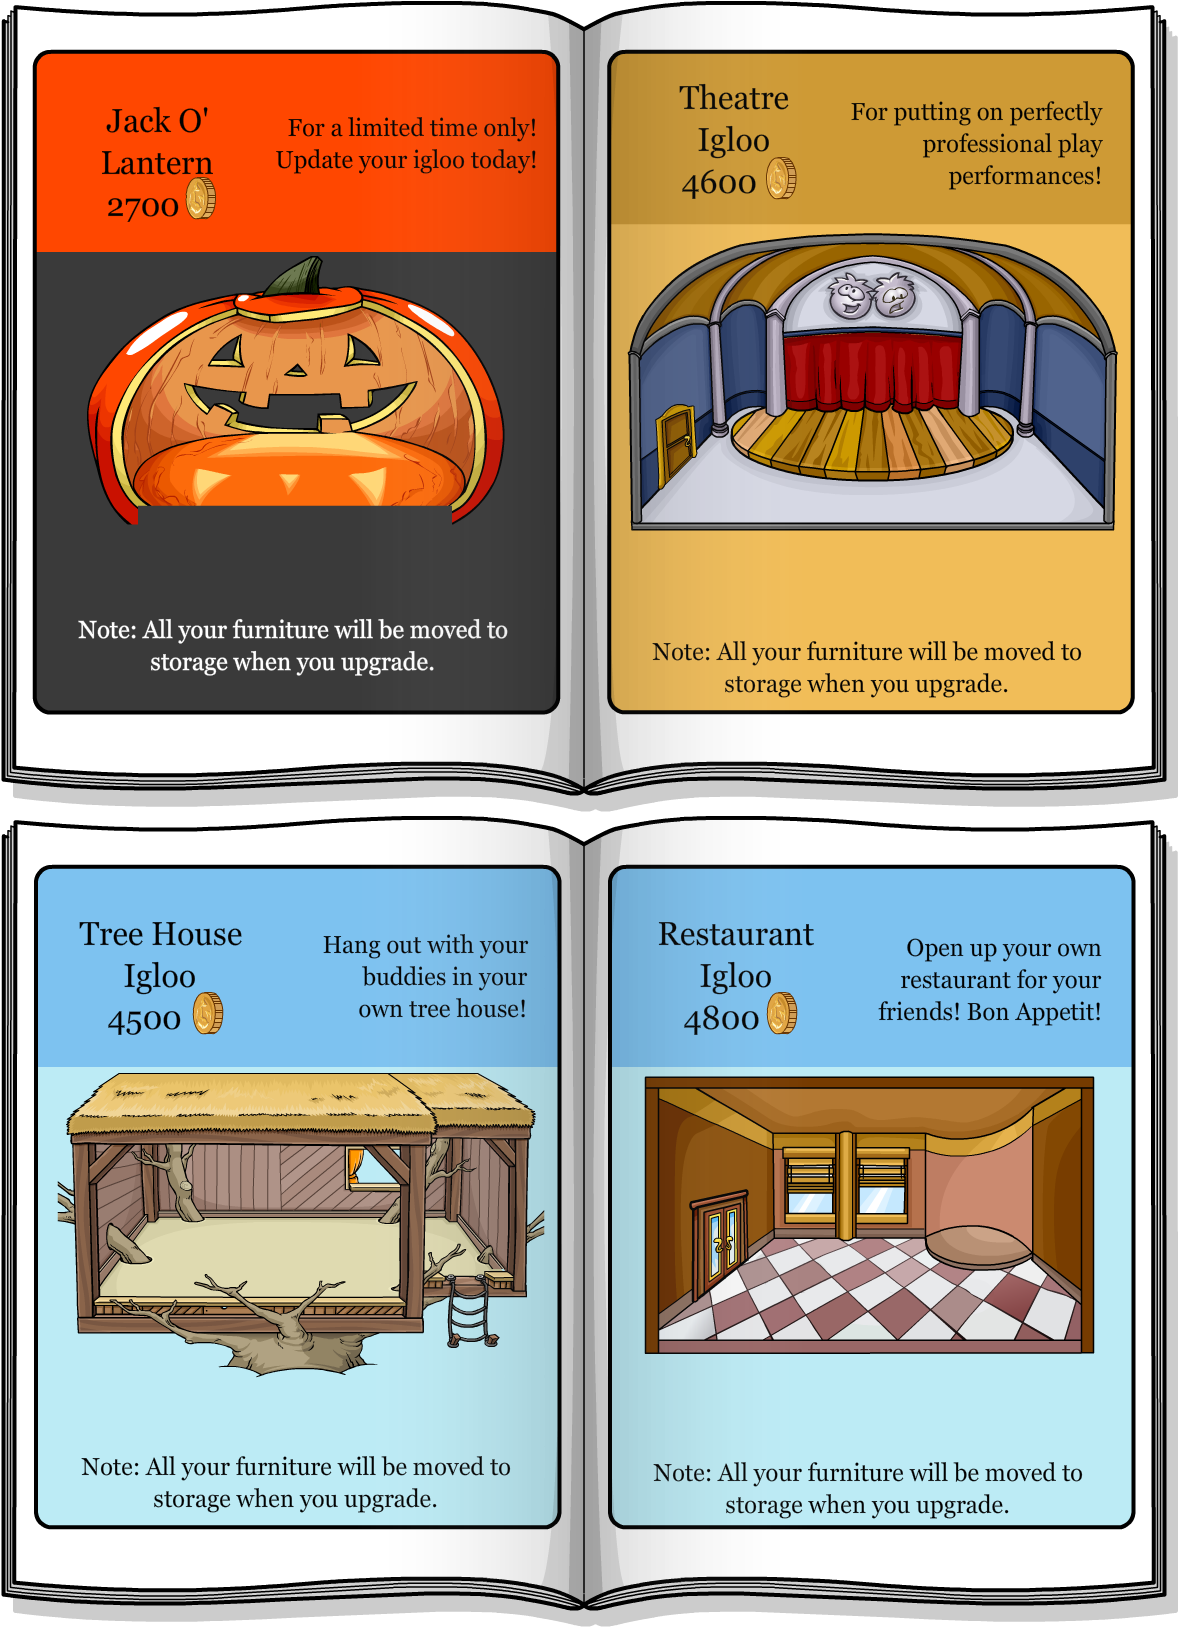 Jack O'
Lantern
2700
For a limited time only!
Update your igloo today!
Note: All your furniture will be moved to
storage when you upgrade.
Theatre
Igloo
4600
For putting on perfectly
professional play
performances!
Note: All your furniture will be moved to
storage when you upgrade.
Tree House
Igloo
4500
Hang out with your
buddies in your
own tree house!
Note: All your furniture will be moved to
storage when you upgrade.
Restaurant
Igloo
4800
Open up your own
restaurant for your
friends! Bon Appetit!
Note: All your furniture will be moved to
storage when you upgrade.